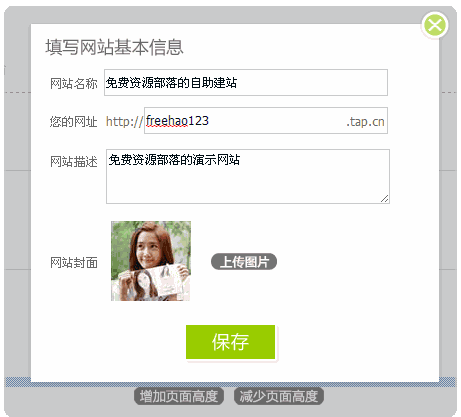 填写网站基本信息
网站名称 免费资源部落的自助建站
您的网址 http:// freehao123 .tap.cn
网站描述 免费资源部落的演示网站
网站封面 上传图片
保存
增加页面高度 减少页面高度